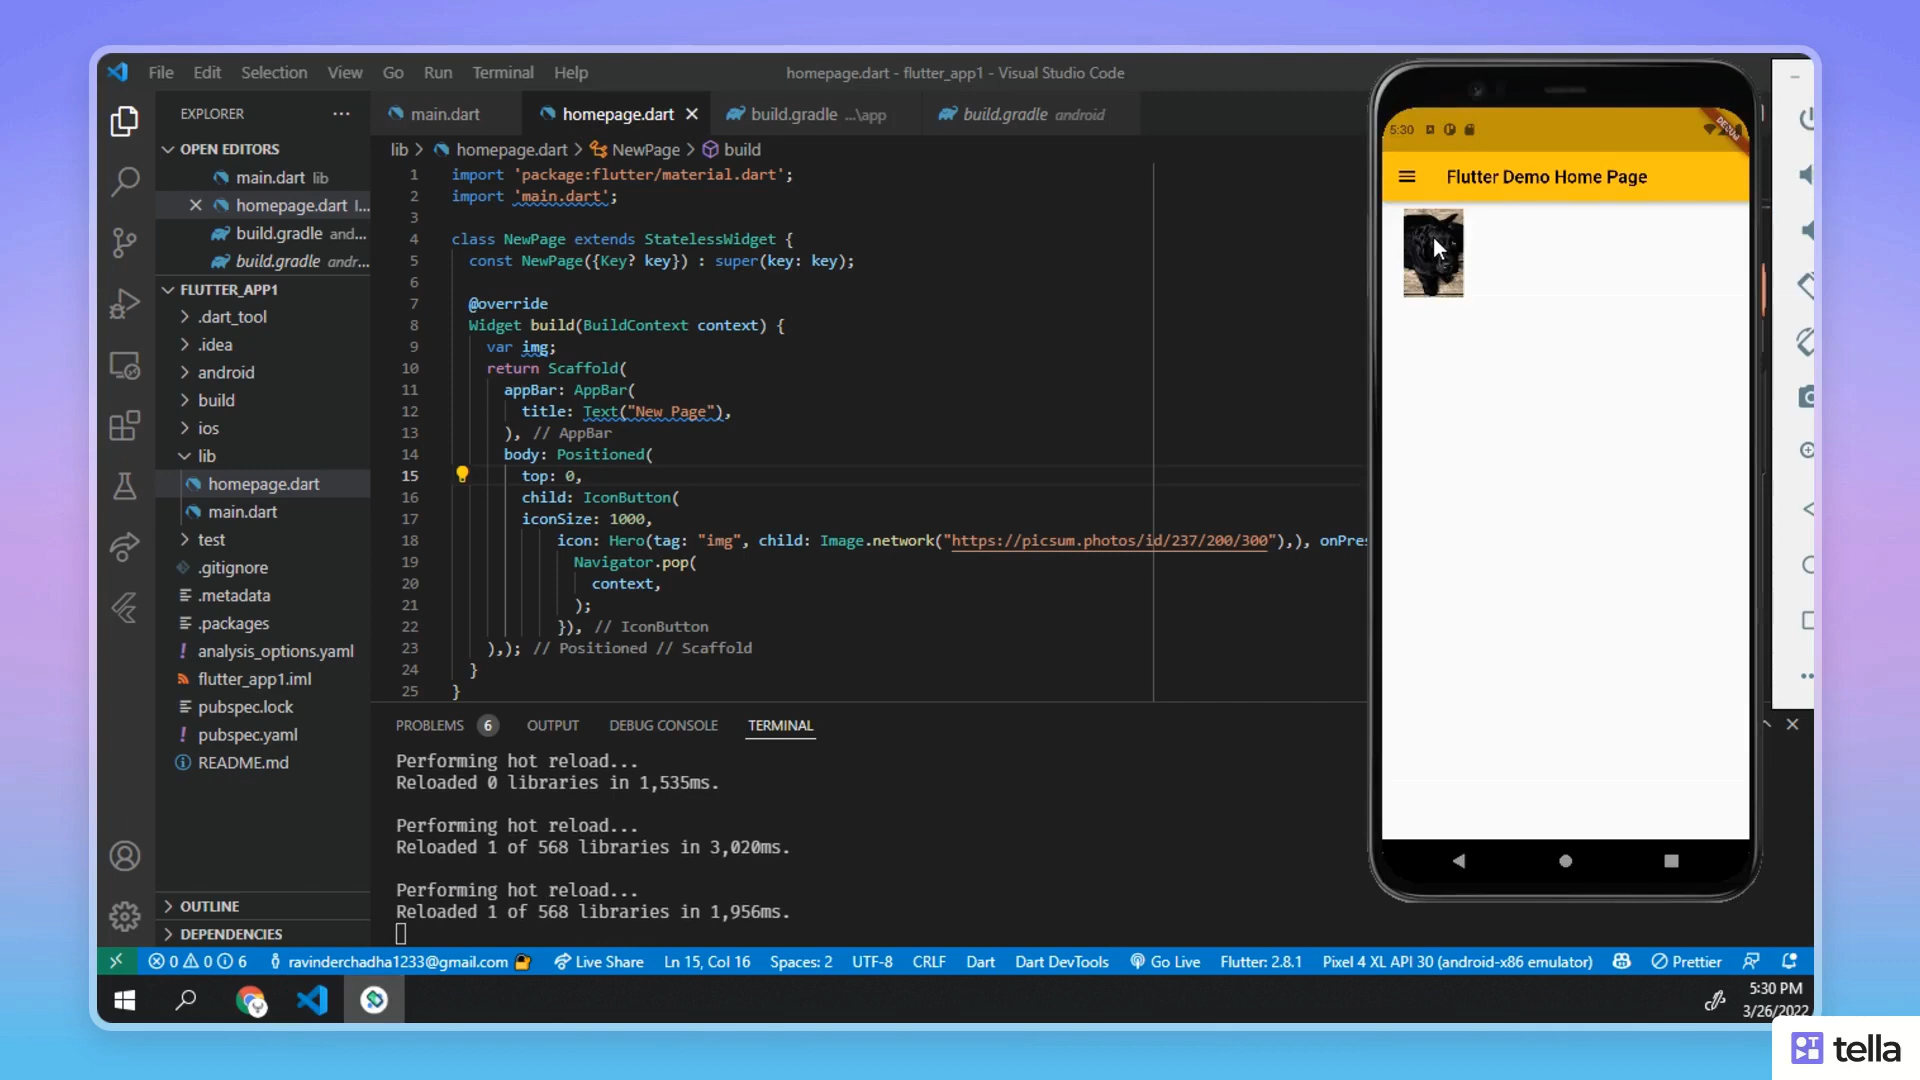 File Edit Selection View Go Run Terminal Help
homepage.dart - flutter_app1 - Visual Studio Code
EXPLORER
OPEN EDITORS
main.dart lib
homepage.dart l...
build.gradle and...
build.gradle andr...
FLUTTER_APP1
.dart_tool
.idea
android
build
ios
lib
homepage.dart
main.dart
test
.gitignore
.metadata
.packages
analysis_options.yaml
flutter_app1.iml
pubspec.lock
pubspec.yaml
README.md
OUTLINE
DEPENDENCIES
main.dart homepage.dart build.gradle ...\app build.gradle android
lib > homepage.dart > NewPage > build
1 import 'package:flutter/material.dart';
2 import 'main.dart';
3
4 class NewPage extends StatelessWidget {
5 const NewPage({Key? key}) : super(key: key);
6
7 @override
8 Widget build(BuildContext context) {
9 var img;
10 return Scaffold(
11 appBar: AppBar(
12 title: Text("New Page"),
13 ), // AppBar
14 body: Positioned(
15 top: 0,
16 child: IconButton(
17 iconSize: 1000,
18 icon: Hero(tag: "img", child: Image.network("https://picsum.photos/id/237/200/300"),), onPres
19 Navigator.pop(
20 context,
21 );
22 }), // IconButton
23 ),); // Positioned // Scaffold
24 }
25 }
PROBLEMS 6 OUTPUT DEBUG CONSOLE TERMINAL
Performing hot reload...
Reloaded 0 libraries in 1,535ms.
Performing hot reload...
Reloaded 1 of 568 libraries in 3,020ms.
Performing hot reload...
Reloaded 1 of 568 libraries in 1,956ms.
5:30
DEBUG
Flutter Demo Home Page
0 0 6 ravinderchadha1233@gmail.com Live Share Ln 15, Col 16 Spaces: 2 UTF-8 CRLF Dart Dart DevTools Go Live Flutter: 2.8.1 Pixel 4 XL API 30 (android-x86 emulator) Prettier
5:30 PM
3/26/2022
tella